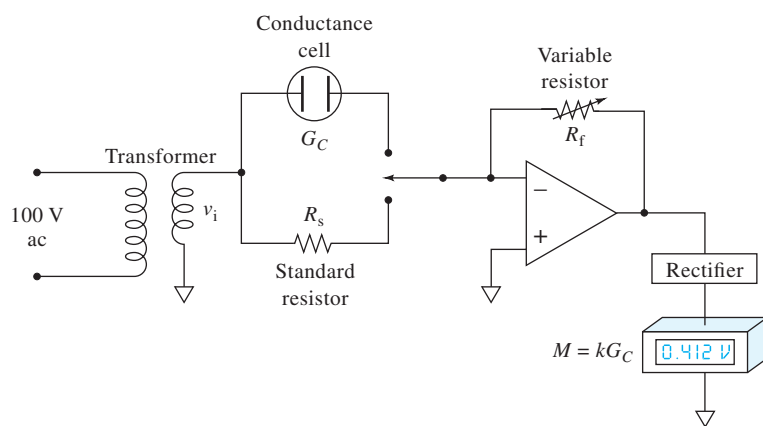 Conductance
cell
G_C
Variable
resistor
R_f
Transformer
100 V
ac
v_i
R_s
Standard
resistor
−
+
Rectifier
M = kG_C
0.412 V